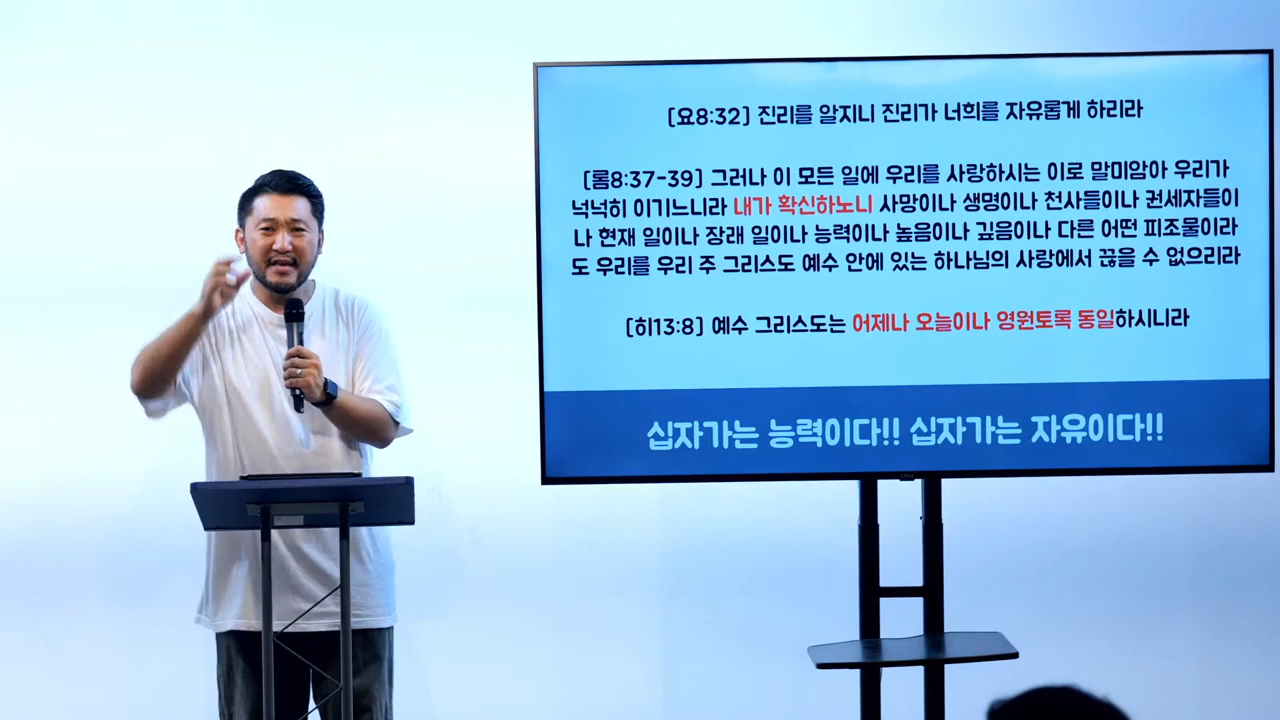 [요8:32] 진리를 알지니 진리가 너희를 자유롭게 하리라
[롬8:37-39] 그러나 이 모든 일에 우리를 사랑하시는 이로 말미암아 우리가
넉넉히 이기느니라 내가 확신하노니 사망이나 생명이나 천사들이나 권세자들이
나 현재 일이나 장래 일이나 능력이나 높음이나 깊음이나 다른 어떤 피조물이라
도 우리를 우리 주 그리스도 예수 안에 있는 하나님의 사랑에서 끊을 수 없으리라
[히13:8] 예수 그리스도는 어제나 오늘이나 영원토록 동일하시니라
십자가는 능력이다!! 십자가는 자유이다!!